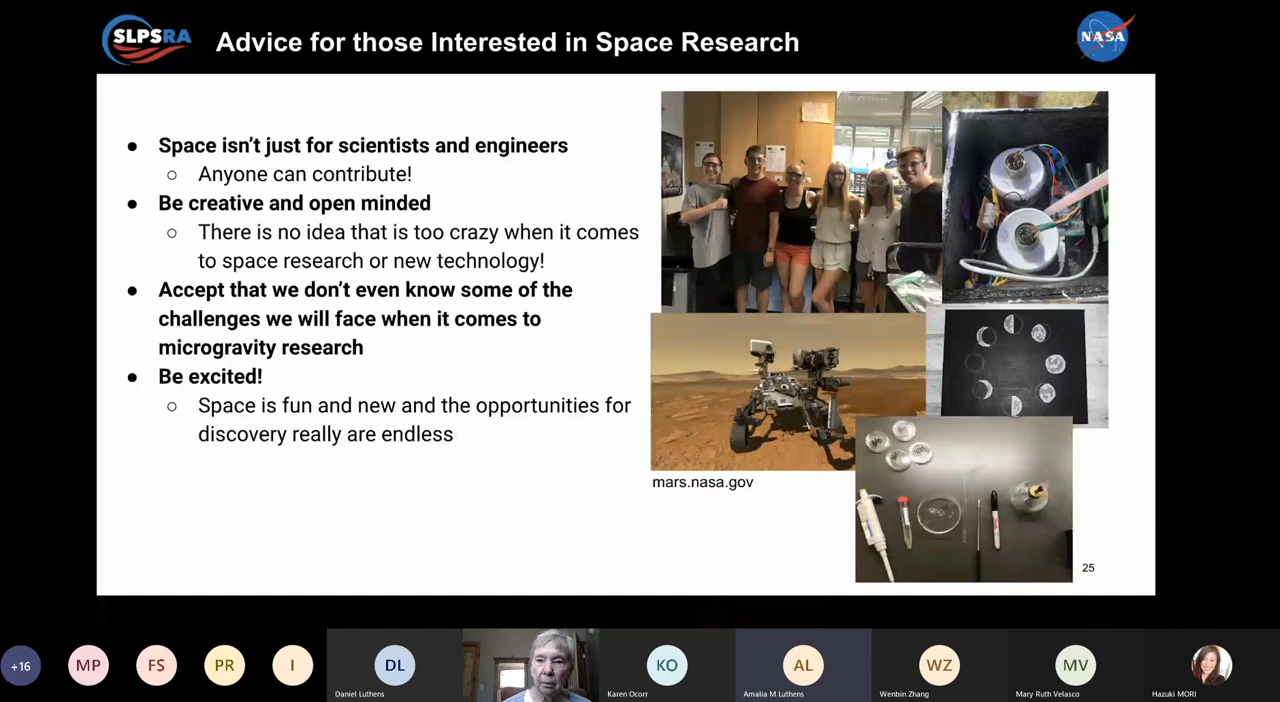 SLPSRA
Advice for those Interested in Space Research
NASA
● Space isn’t just for scientists and engineers
○ Anyone can contribute!
● Be creative and open minded
○ There is no idea that is too crazy when it comes
to space research or new technology!
● Accept that we don’t even know some of the
challenges we will face when it comes to
microgravity research
● Be excited!
○ Space is fun and new and the opportunities for
discovery really are endless
mars.nasa.gov
25
+16
MP
FS
PR
I
DL
Daniel Luthens
KO
Karen Ocorr
AL
Amalia M Luthens
WZ
Wenbin Zhang
MV
Mary Ruth Velasco
Hazuki MORI